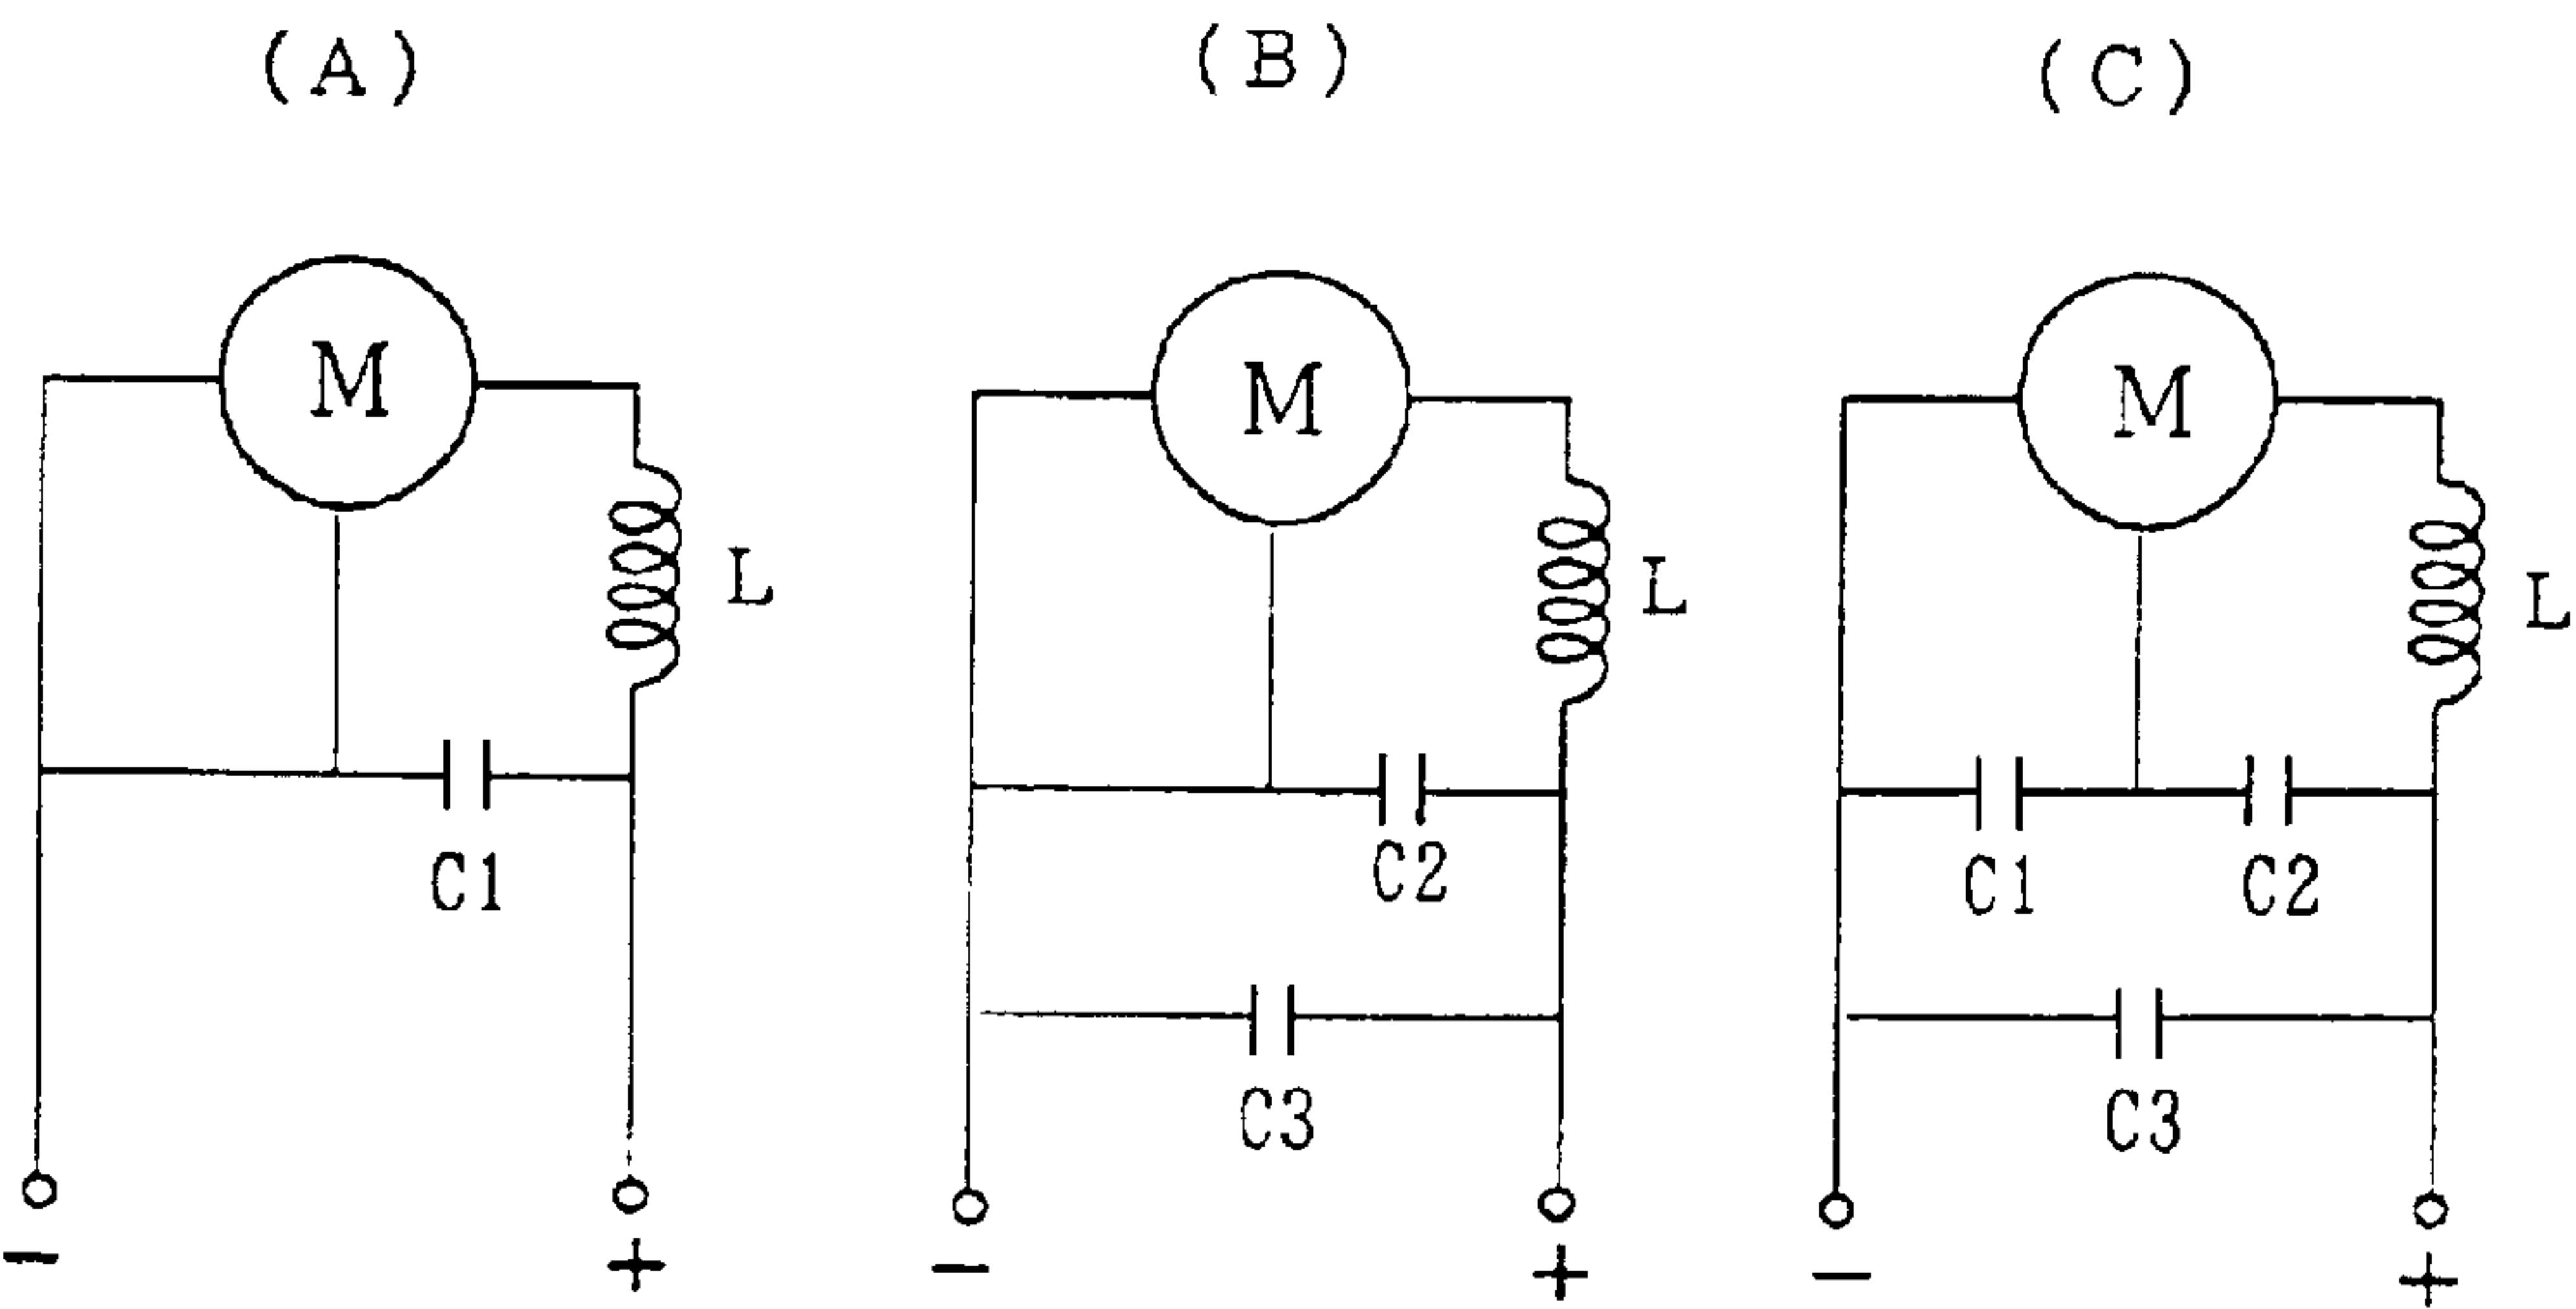 (A) (B) (C)
M M M
L L L
C1 C2 C1 C2
C3 C3
− + − + − +